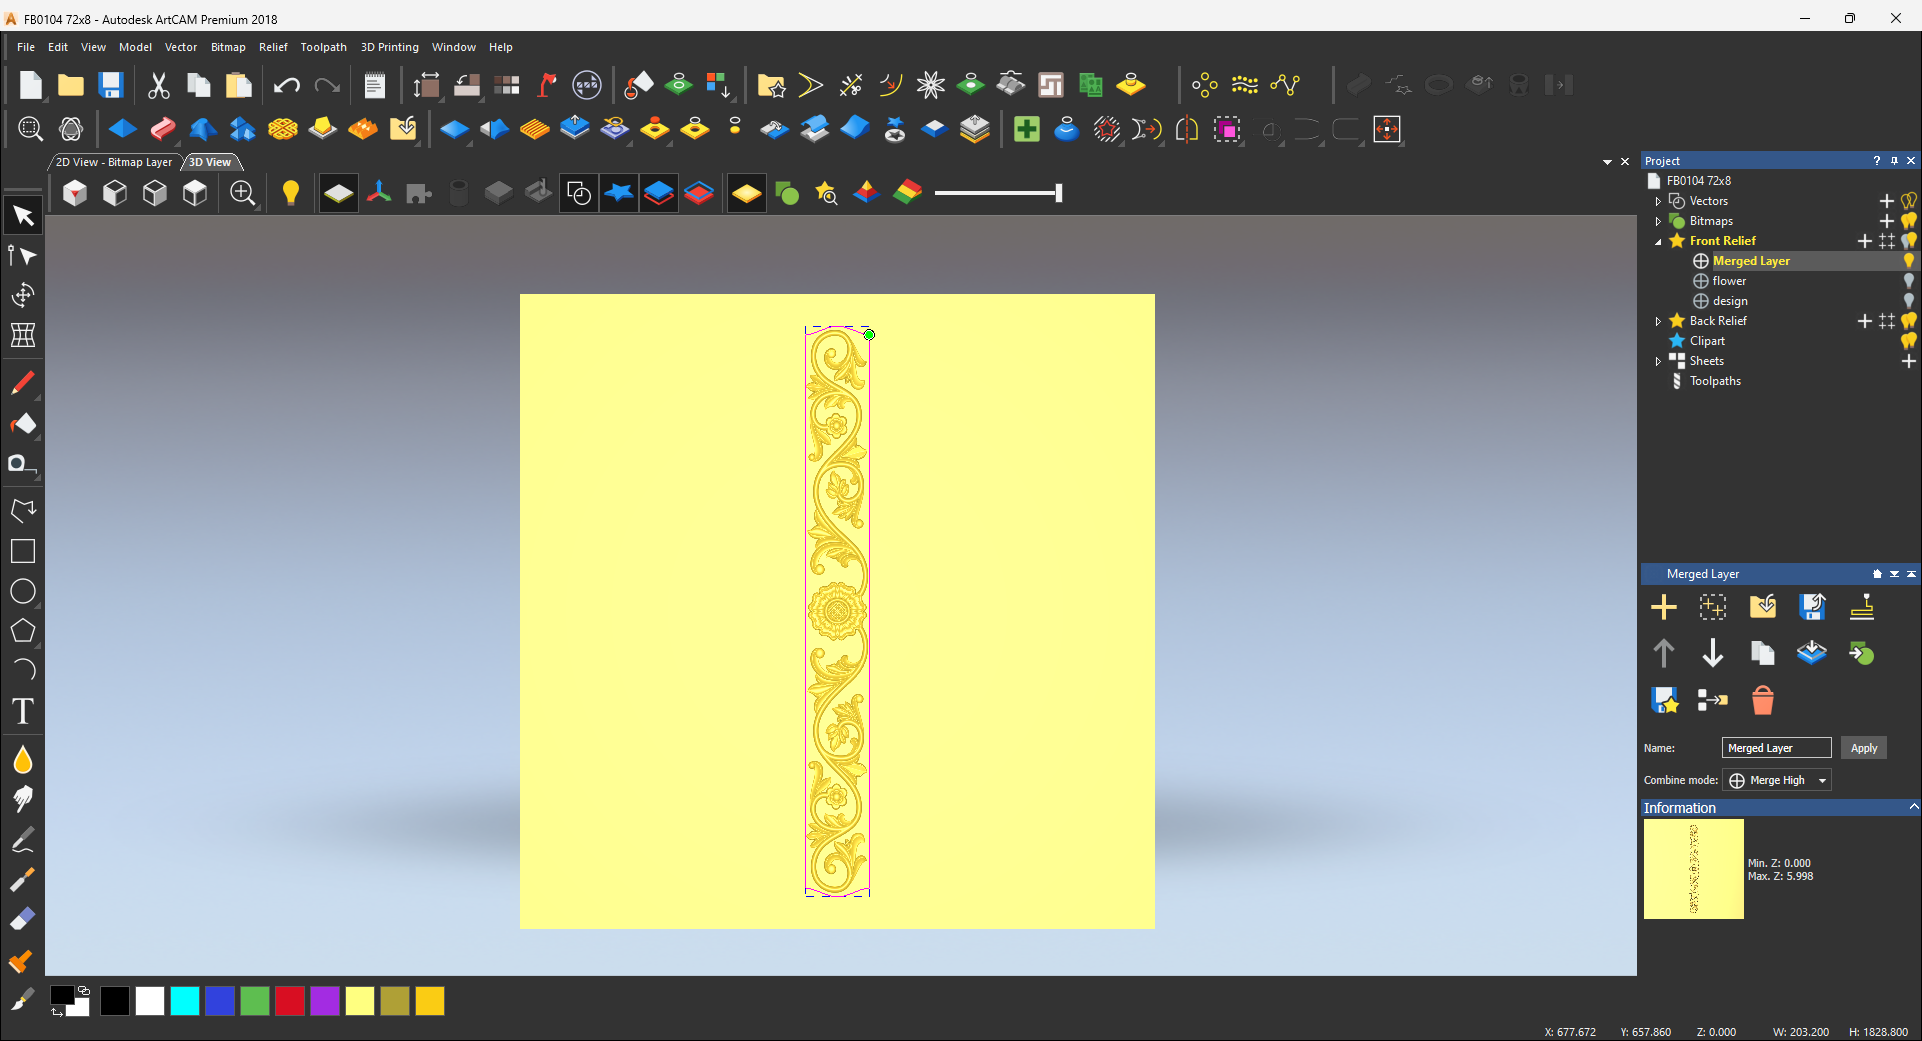 FB0104 72x8 - Autodesk ArtCAM Premium 2018
File Edit View Model Vector Bitmap Relief Toolpath 3D Printing Window Help
2D View - Bitmap Layer 3D View
Project
FB0104 72x8
Vectors
Bitmaps
Front Relief
Merged Layer
flower
design
Back Relief
Clipart
Sheets
Toolpaths
Merged Layer
Name: Merged Layer Apply
Combine mode: Merge High
Information
Min. Z: 0.000
Max. Z: 5.998
X: 677.672 Y: 657.860 Z: 0.000 W: 203.200 H: 1828.800